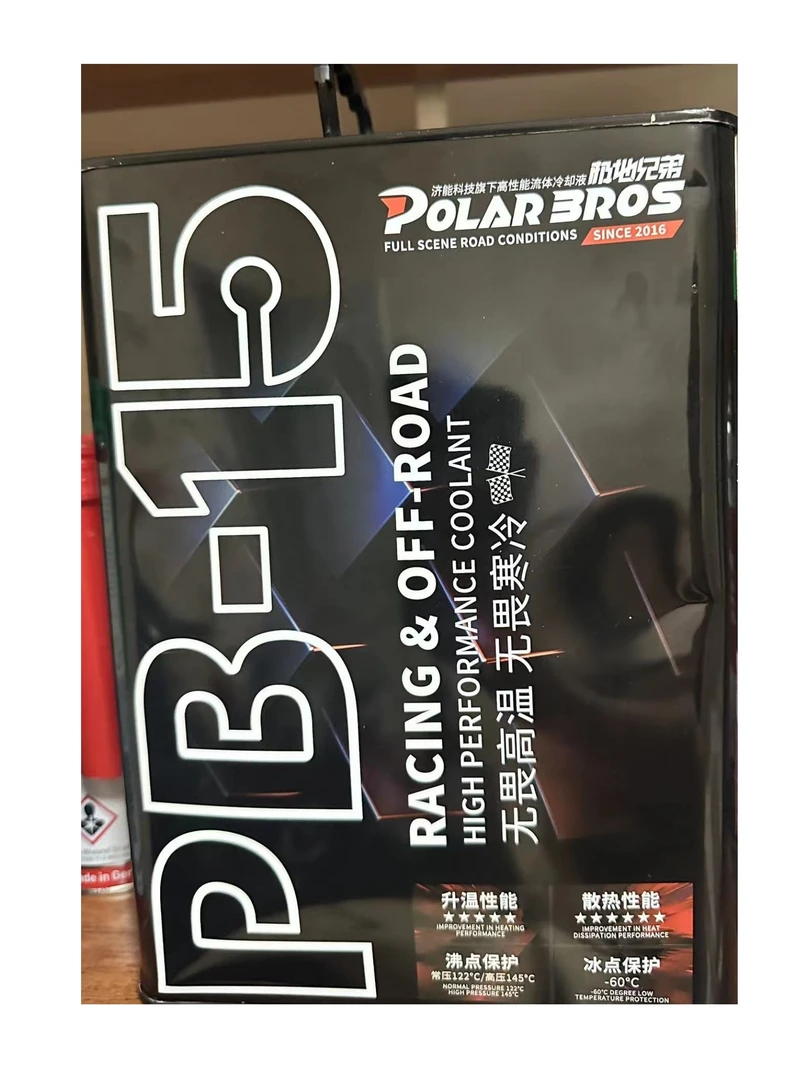 济能科技旗下高性能流体冷却液 极地兄弟
POLAR BROS
FULL SCENE ROAD CONDITIONS SINCE 2016
PB-15
RACING & OFF-ROAD
HIGH PERFORMANCE COOLANT
无畏高温 无畏寒冷
升温性能
★★★★★
IMPROVEMENT IN HEATING
PERFORMANCE
散热性能
★★★★★★
IMPROVEMENT IN HEAT
DISSIPATION PERFORMANCE
沸点保护
常压122°C/高压145°C
NORMAL PRESSURE 122°C
HIGH PRESSURE 145°C
冰点保护
-60°C
-60°C DEGREE LOW
TEMPERATURE PROTECTION
de in Ger